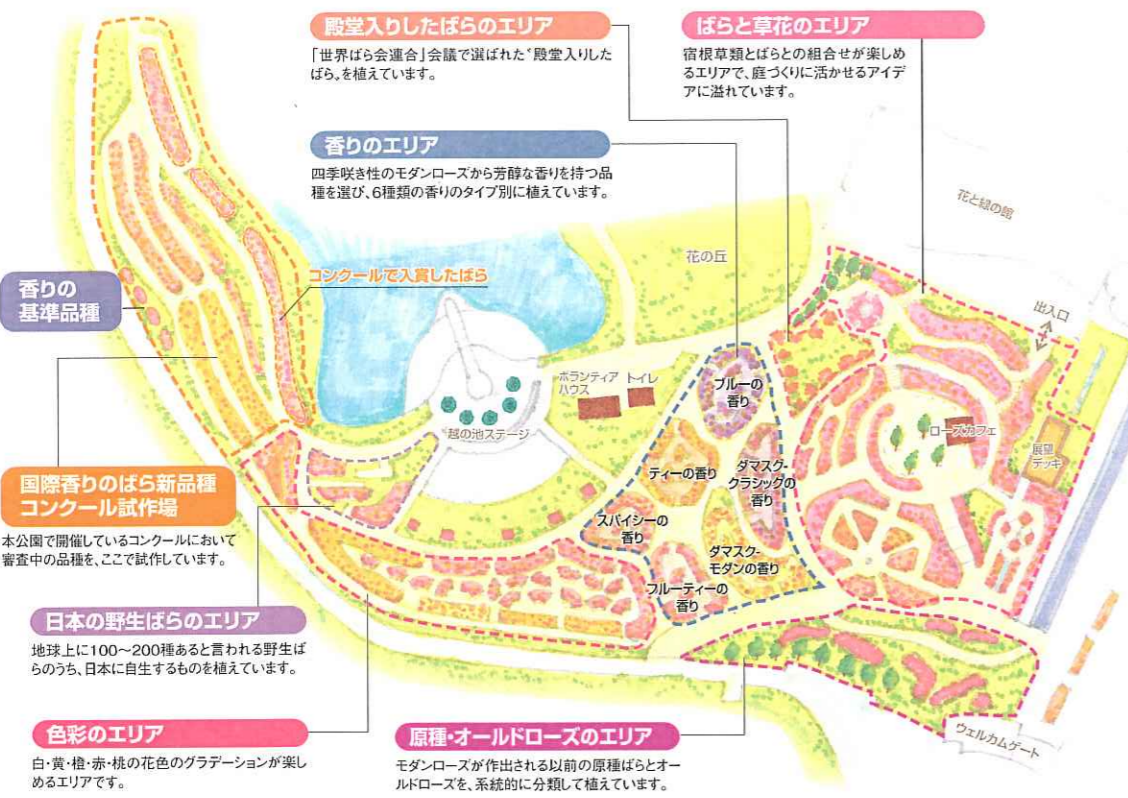 殿堂入りしたばらのエリア
「世界ばら会連合」会議で選ばれた“殿堂入りした
ばら„を植えています。
ばらと草花のエリア
宿根草類とばらとの組合せが楽しめ
るエリアで、庭づくりに活かせるアイデ
アに溢れています。
香りのエリア
四季咲き性のモダンローズから芳醇な香りを持つ品
種を選び、6種類の香りのタイプ別に植えています。
花と緑の館
花の丘
出入口
コンクールで入賞したばら
香りの
基準品種
ボランティア
ハウス
トイレ
ブルーの
香り
越の池ステージ
ローズカフェ
展望
デッキ
ティーの香り
ダマスク-
クラシックの
香り
スパイシーの
香り
ダマスク-
モダンの香り
フルーティーの
香り
国際香りのばら新品種
コンクール試作場
本公園で開催しているコンクールにおいて
審査中の品種を、ここで試作しています。
日本の野生ばらのエリア
地球上に100〜200種あると言われる野生ば
らのうち、日本に自生するものを植えています。
色彩のエリア
白・黄・橙・赤・桃の花色のグラデーションが楽し
めるエリアです。
原種・オールドローズのエリア
モダンローズが作出される以前の原種ばらとオー
ルドローズを、系統的に分類して植えています。
ウェルカムゲート